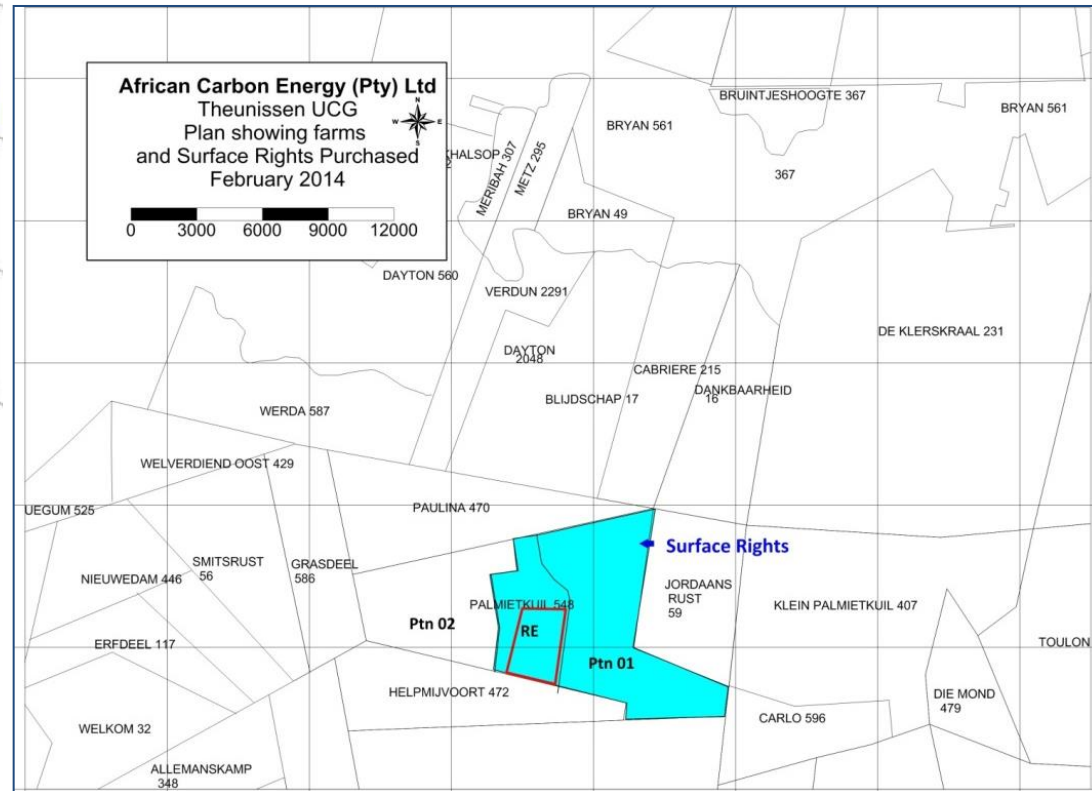 African Carbon Energy (Pty) Ltd
Theunissen UCG
Plan showing farms
and Surface Rights Purchased
February 2014
N
W E
S
0 3000 6000 9000 12000
BRUINTJESHOOGTE 367
BRYAN 561
BRYAN 561
KHALSOP
2
MERIBAH 307
METZ 295
367
BRYAN 49
DAYTON 560
VERDUN 2291
DE KLERSKRAAL 231
DAYTON
2048
CABRIERE 215
DANKBAARHEID
16
BLIJDSCHAP 17
WERDA 587
WELVERDIEND OOST 429
PAULINA 470
UEGUM 525
Surface Rights
SMITSRUST
56
GRASDEEL
586
NIEUWEDAM 446
JORDAANS
RUST
59
KLEIN PALMIETKUIL 407
PALMIETKUIL 548
Ptn 02
RE
ERFDEEL 117
TOULON
Ptn 01
HELPMIJVOORT 472
DIE MOND
479
CARLO 596
WELKOM 32
ALLEMANSKAMP
348